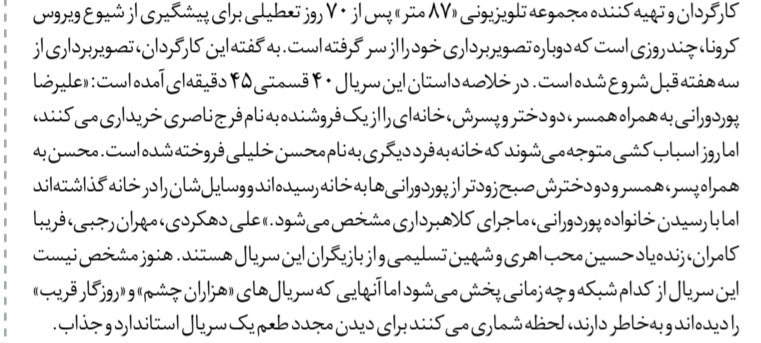 کارگردان و تهیه کننده مجموعه تلویزیونی «۸۷ متر» پس از ۷۰ روز تعطیلی برای پیشگیری از شیوع ویروس
کرونا، چند روزی است که دوباره تصویربرداری خود را از سر گرفته است. به گفته این کارگردان، تصویربرداری از
سه هفته قبل شروع شده است. در خلاصه داستان این سریال ۴۰ قسمتی ۴۵ دقیقه‌ای آمده است: «علیرضا
پوردورانی به همراه همسر، دو دختر و پسرش، خانه‌ای را از یک فروشنده به نام فرج ناصری خریداری می کنند،
اما روز اسباب کشی متوجه می‌شوند که خانه به فرد دیگری به نام محسن خلیلی فروخته شده است. محسن به
همراه پسر، همسر و دو دخترش صبح زودتر از پوردورانی ها به خانه رسیده‌اند و وسایل‌شان را در خانه گذاشته‌اند
اما با رسیدن خانواده پوردورانی، ماجرای کلاهبرداری مشخص می‌شود.» علی دهکردی، مهران رجبی، فریبا
کامران، زنده‌یاد حسین محب اهری و شهین تسلیمی و از بازیگران این سریال هستند. هنوز مشخص نیست
این سریال از کدام شبکه و چه زمانی پخش می‌شود اما آنهایی که سریال‌های «هزاران چشم» و «روزگار قریب»
را دیده‌اند و به خاطر دارند، لحظه شماری می کنند برای دیدن مجدد طعم یک سریال استاندارد و جذاب.